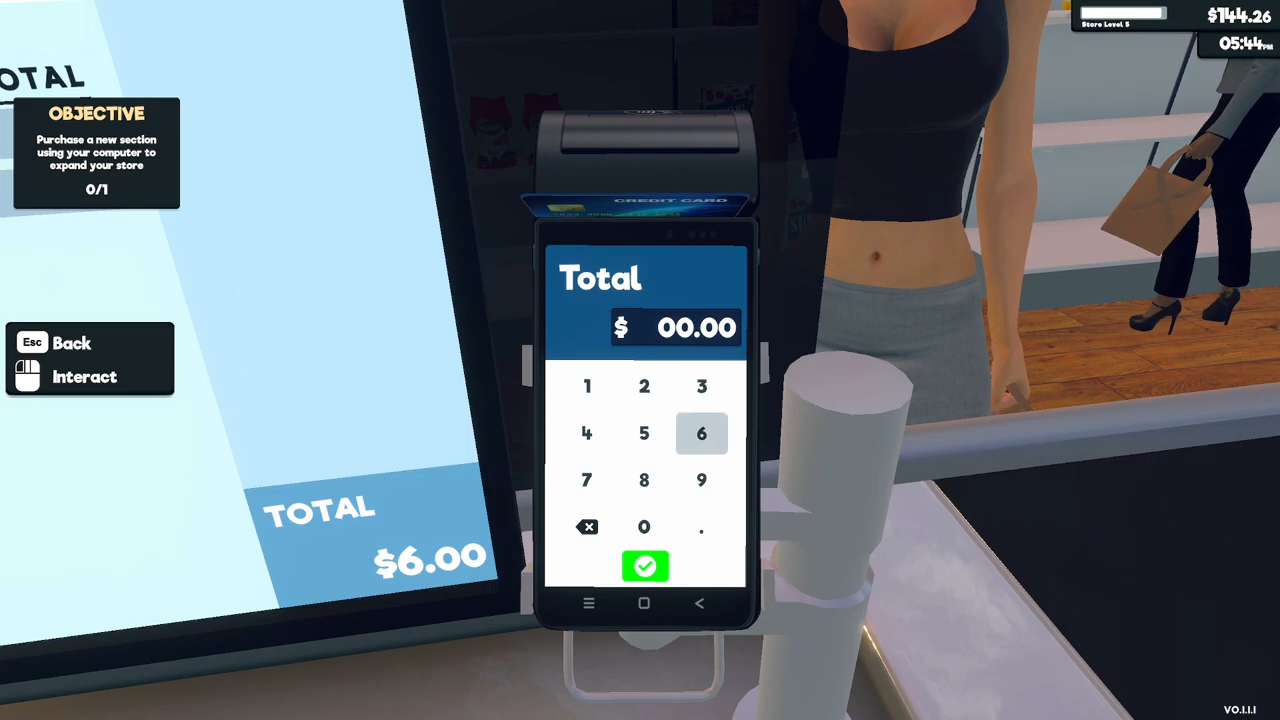 OTAL
OBJECTIVE
Purchase a new section
using your computer to
expand your store
0/1
Esc Back
Interact
TOTAL
$6.00
CREDIT CARD
Total
$ 00.00
1 2 3
4 5 6
7 8 9
0 .
Store Level 5
$144.26
05:44PM
V0.1.1.1